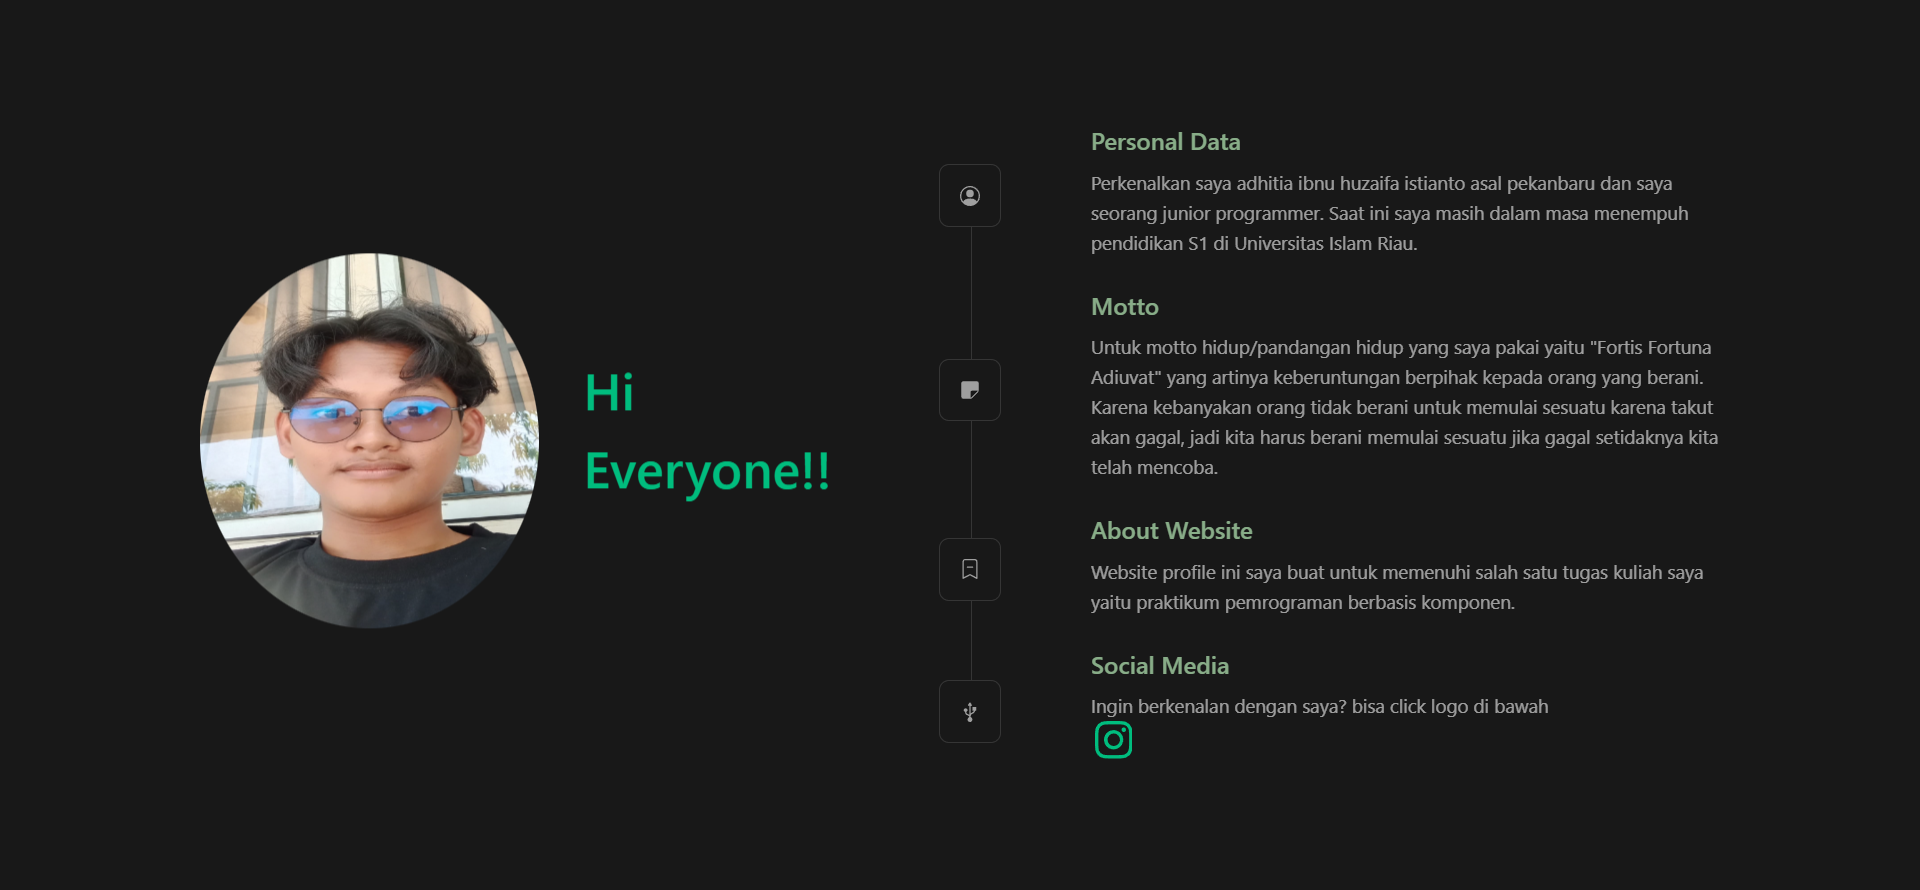 Hi
Everyone!!
Personal Data
Perkenalkan saya adhitia ibnu huzaifa istianto asal pekanbaru dan saya
seorang junior programmer. Saat ini saya masih dalam masa menempuh
pendidikan S1 di Universitas Islam Riau.
Motto
Untuk motto hidup/pandangan hidup yang saya pakai yaitu "Fortis Fortuna
Adiuvat" yang artinya keberuntungan berpihak kepada orang yang berani.
Karena kebanyakan orang tidak berani untuk memulai sesuatu karena takut
akan gagal, jadi kita harus berani memulai sesuatu jika gagal setidaknya kita
telah mencoba.
About Website
Website profile ini saya buat untuk memenuhi salah satu tugas kuliah saya
yaitu praktikum pemrograman berbasis komponen.
Social Media
Ingin berkenalan dengan saya? bisa click logo di bawah